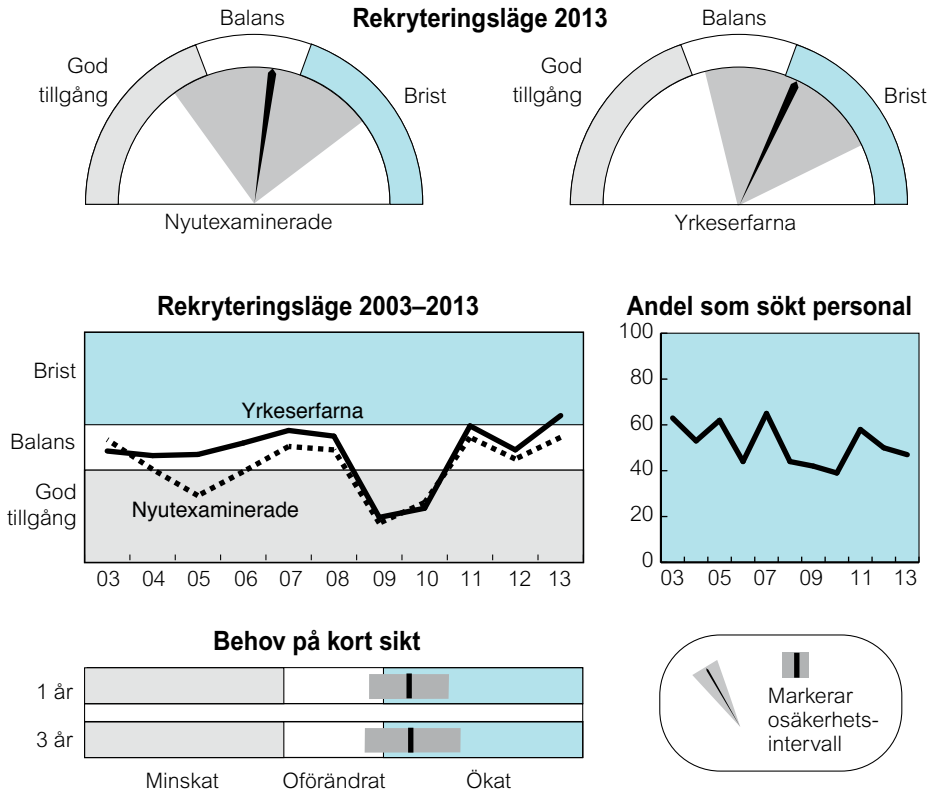 Rekryteringsläge 2013
Balans
God
tillgång
Brist
Nyutexaminerade
Balans
God
tillgång
Brist
Yrkeserfarna
Rekryteringsläge 2003–2013
Brist
Balans
God
tillgång
Yrkeserfarna
Nyutexaminerade
03 04 05 06 07 08 09 10 11 12 13
Andel som sökt personal
100
80
60
40
20
0
03 05 07 09 11 13
Behov på kort sikt
1 år
3 år
Minskat Oförändrat Ökat
Markerar
osäkerhets-
intervall